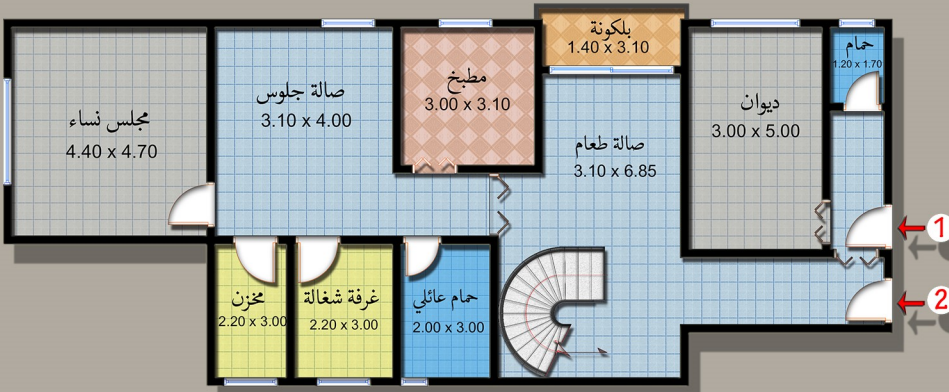 بلكونة
1.40 x 3.10
حمام
1.20 x 1.70
ديوان
3.00 x 5.00
مطبخ
3.00 x 3.10
صالة جلوس
3.10 x 4.00
مجلس نساء
4.40 x 4.70
صالة طعام
3.10 x 6.85
1
2
حمام عائلي
2.00 x 3.00
غرفة شغالة
2.20 x 3.00
مخزن
2.20 x 3.00